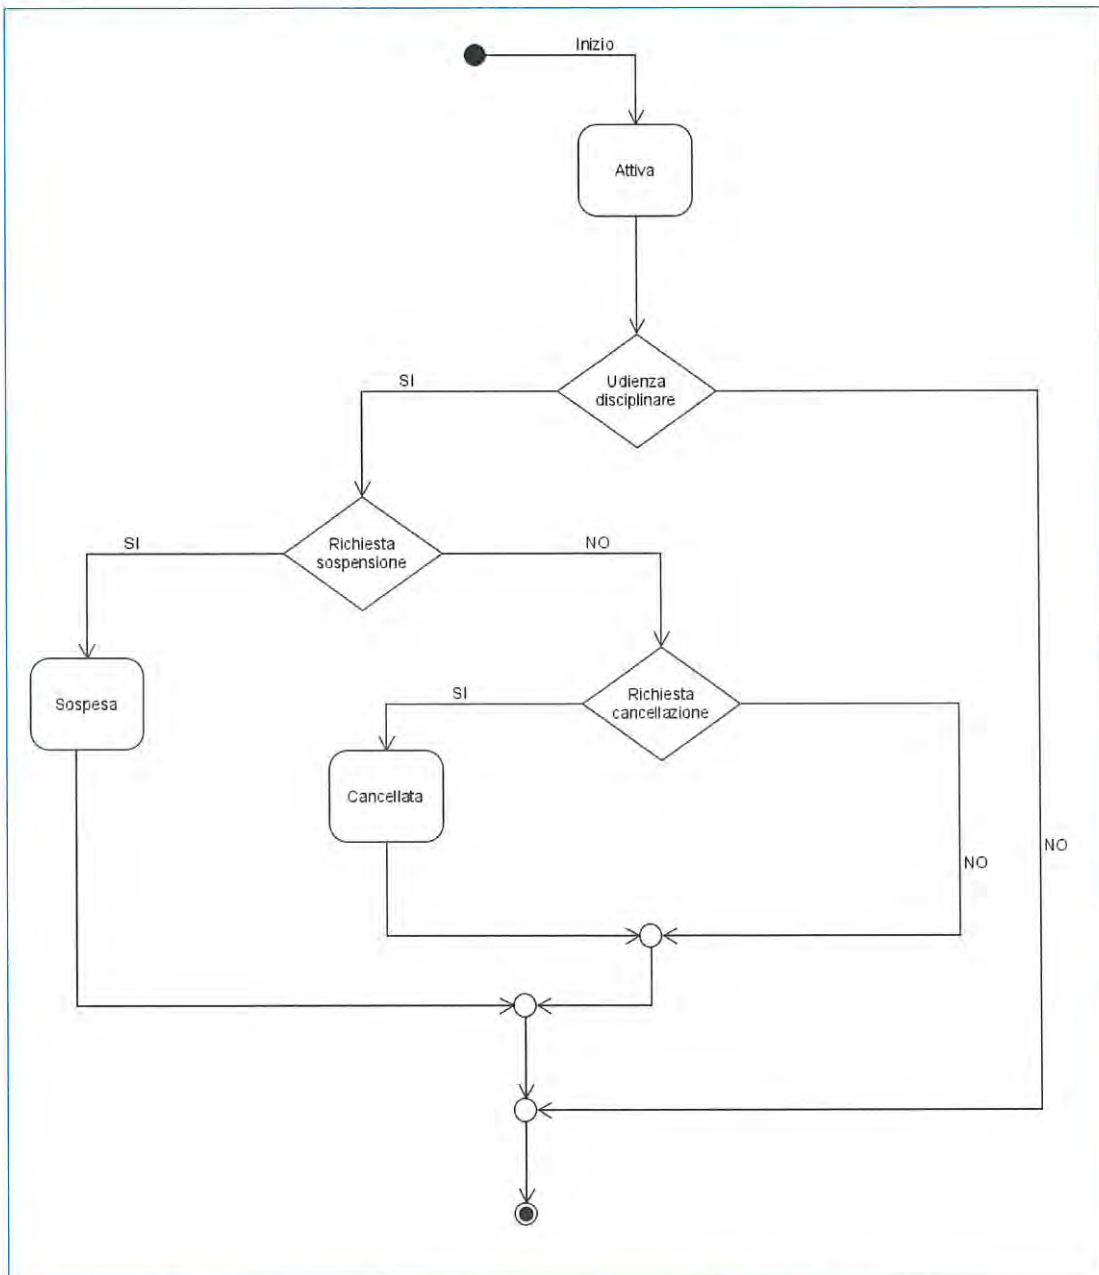 Inizio
Attiva
Udienza
disciplinare
SI
Richiesta
sospensione
SI
NO
Sospesa
Richiesta
cancellazione
SI
Cancellata
NO
NO